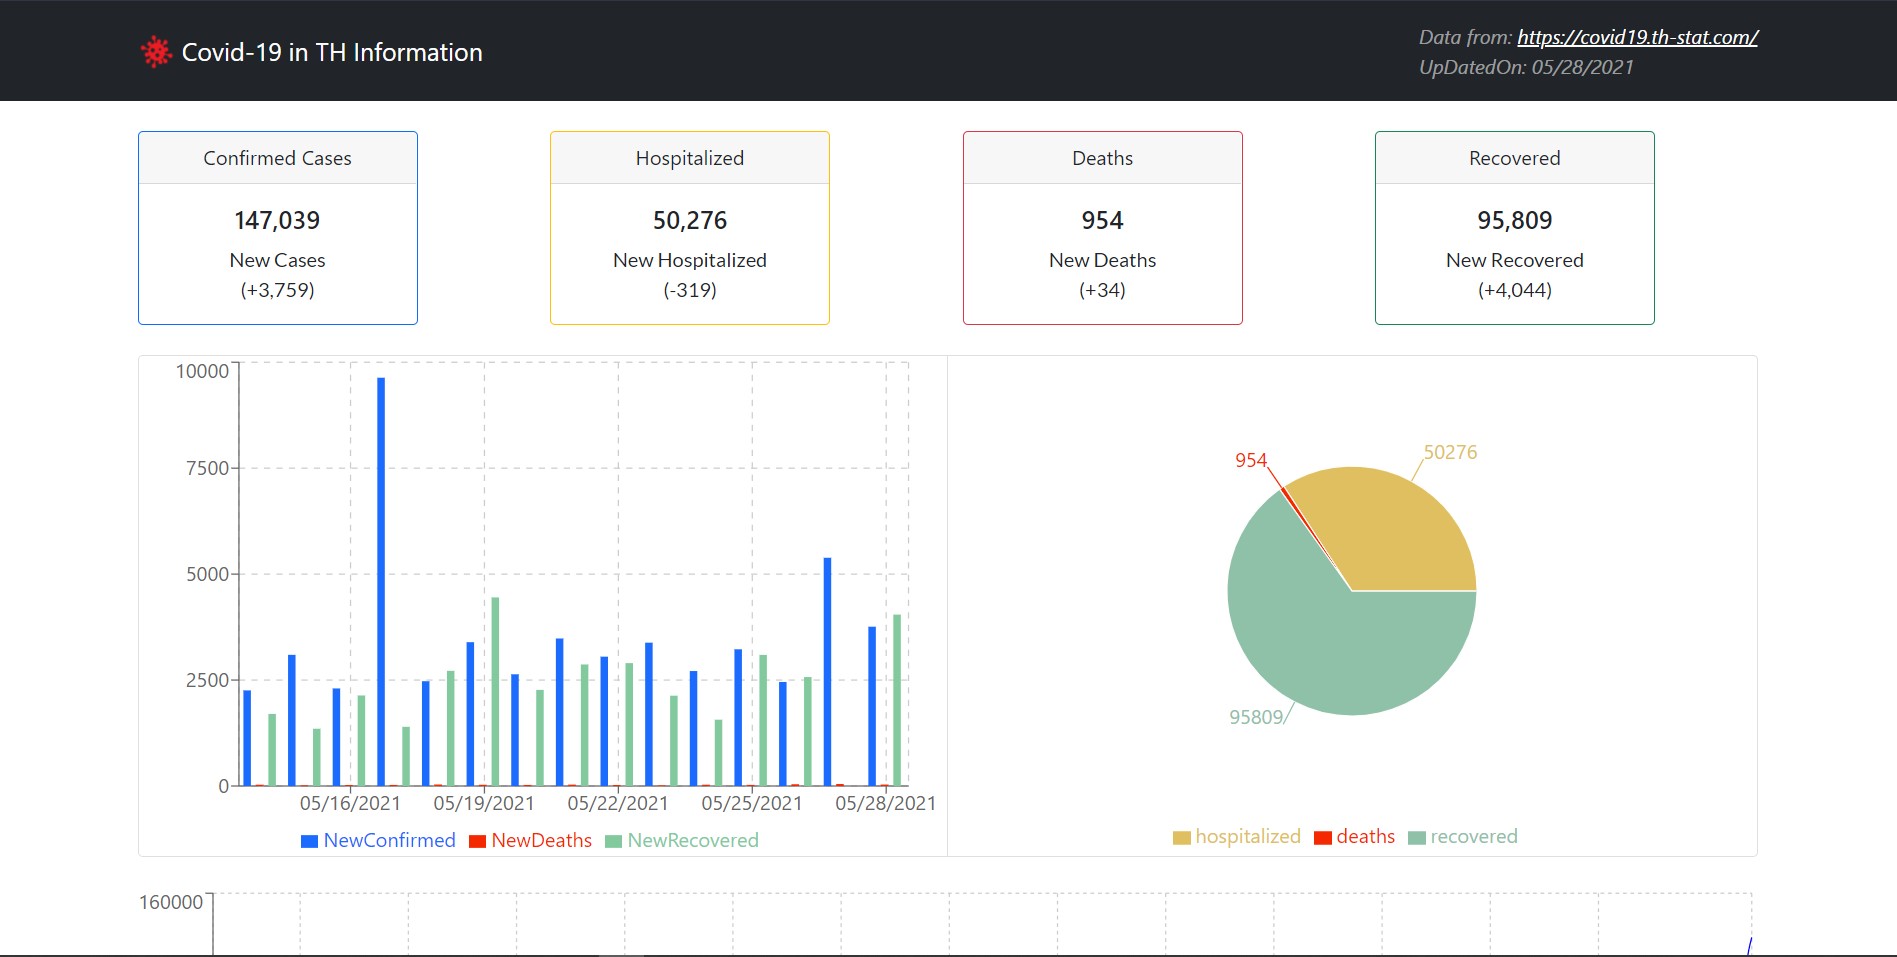 Covid-19 in TH Information
Data from: https://covid19.th-stat.com/
UpDatedOn: 05/28/2021
Confirmed Cases
147,039
New Cases
(+3,759)
Hospitalized
50,276
New Hospitalized
(-319)
Deaths
954
New Deaths
(+34)
Recovered
95,809
New Recovered
(+4,044)
10000
7500
5000
2500
0
05/16/2021 05/19/2021 05/22/2021 05/25/2021 05/28/2021
NewConfirmed NewDeaths NewRecovered
50276
954
95809
hospitalized deaths recovered
160000